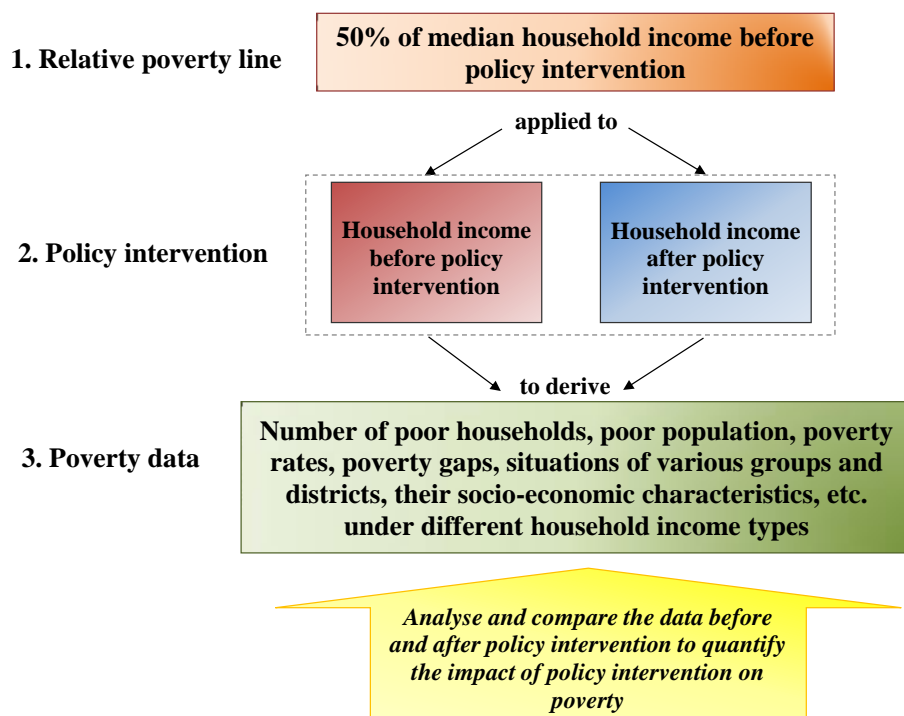 1. Relative poverty line
50% of median household income before
policy intervention
applied to
2. Policy intervention
Household income
before policy
intervention
Household income
after policy
intervention
to derive
3. Poverty data
Number of poor households, poor population, poverty
rates, poverty gaps, situations of various groups and
districts, their socio-economic characteristics, etc.
under different household income types
Analyse and compare the data before
and after policy intervention to quantify
the impact of policy intervention on
poverty